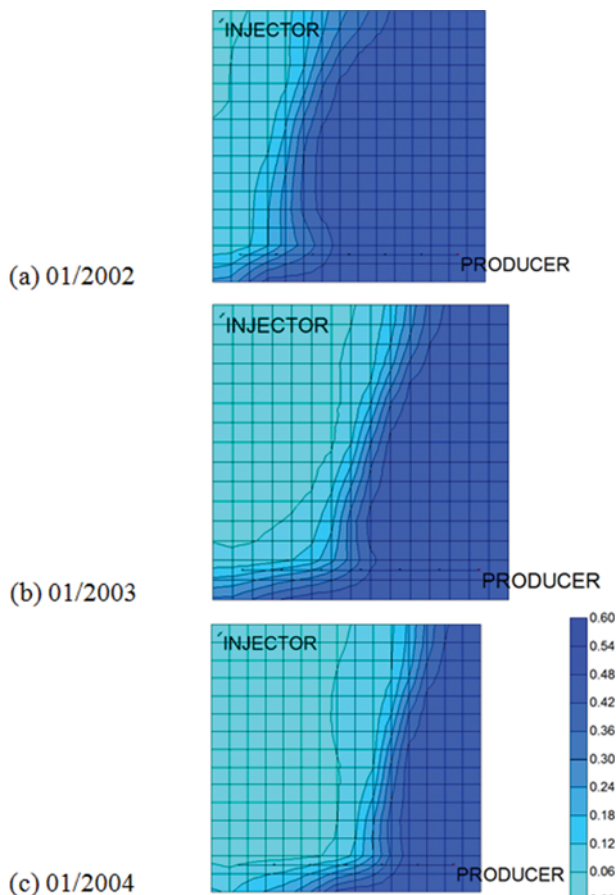 ´INJECTOR
PRODUCER
(a) 01/2002
´INJECTOR
PRODUCER
(b) 01/2003
´INJECTOR
PRODUCER
(c) 01/2004
0.60
0.54
0.48
0.42
0.36
0.30
0.24
0.18
0.12
0.06